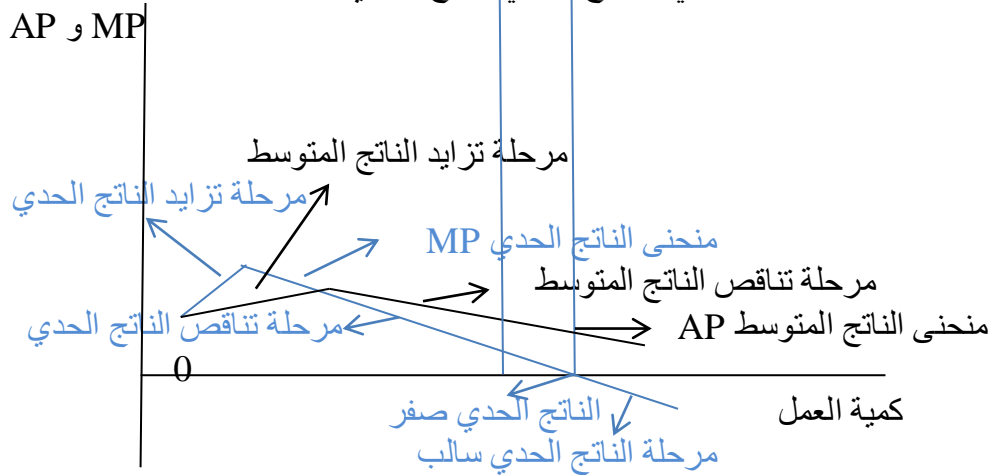 MP و AP
مرحلة تزايد الناتج المتوسط
مرحلة تزايد الناتج الحدي
منحنى الناتج الحدي MP
مرحلة تناقص الناتج المتوسط
منحنى الناتج المتوسط AP
مرحلة تناقص الناتج الحدي
0
كمية العمل
الناتج الحدي صفر
مرحلة الناتج الحدي سالب